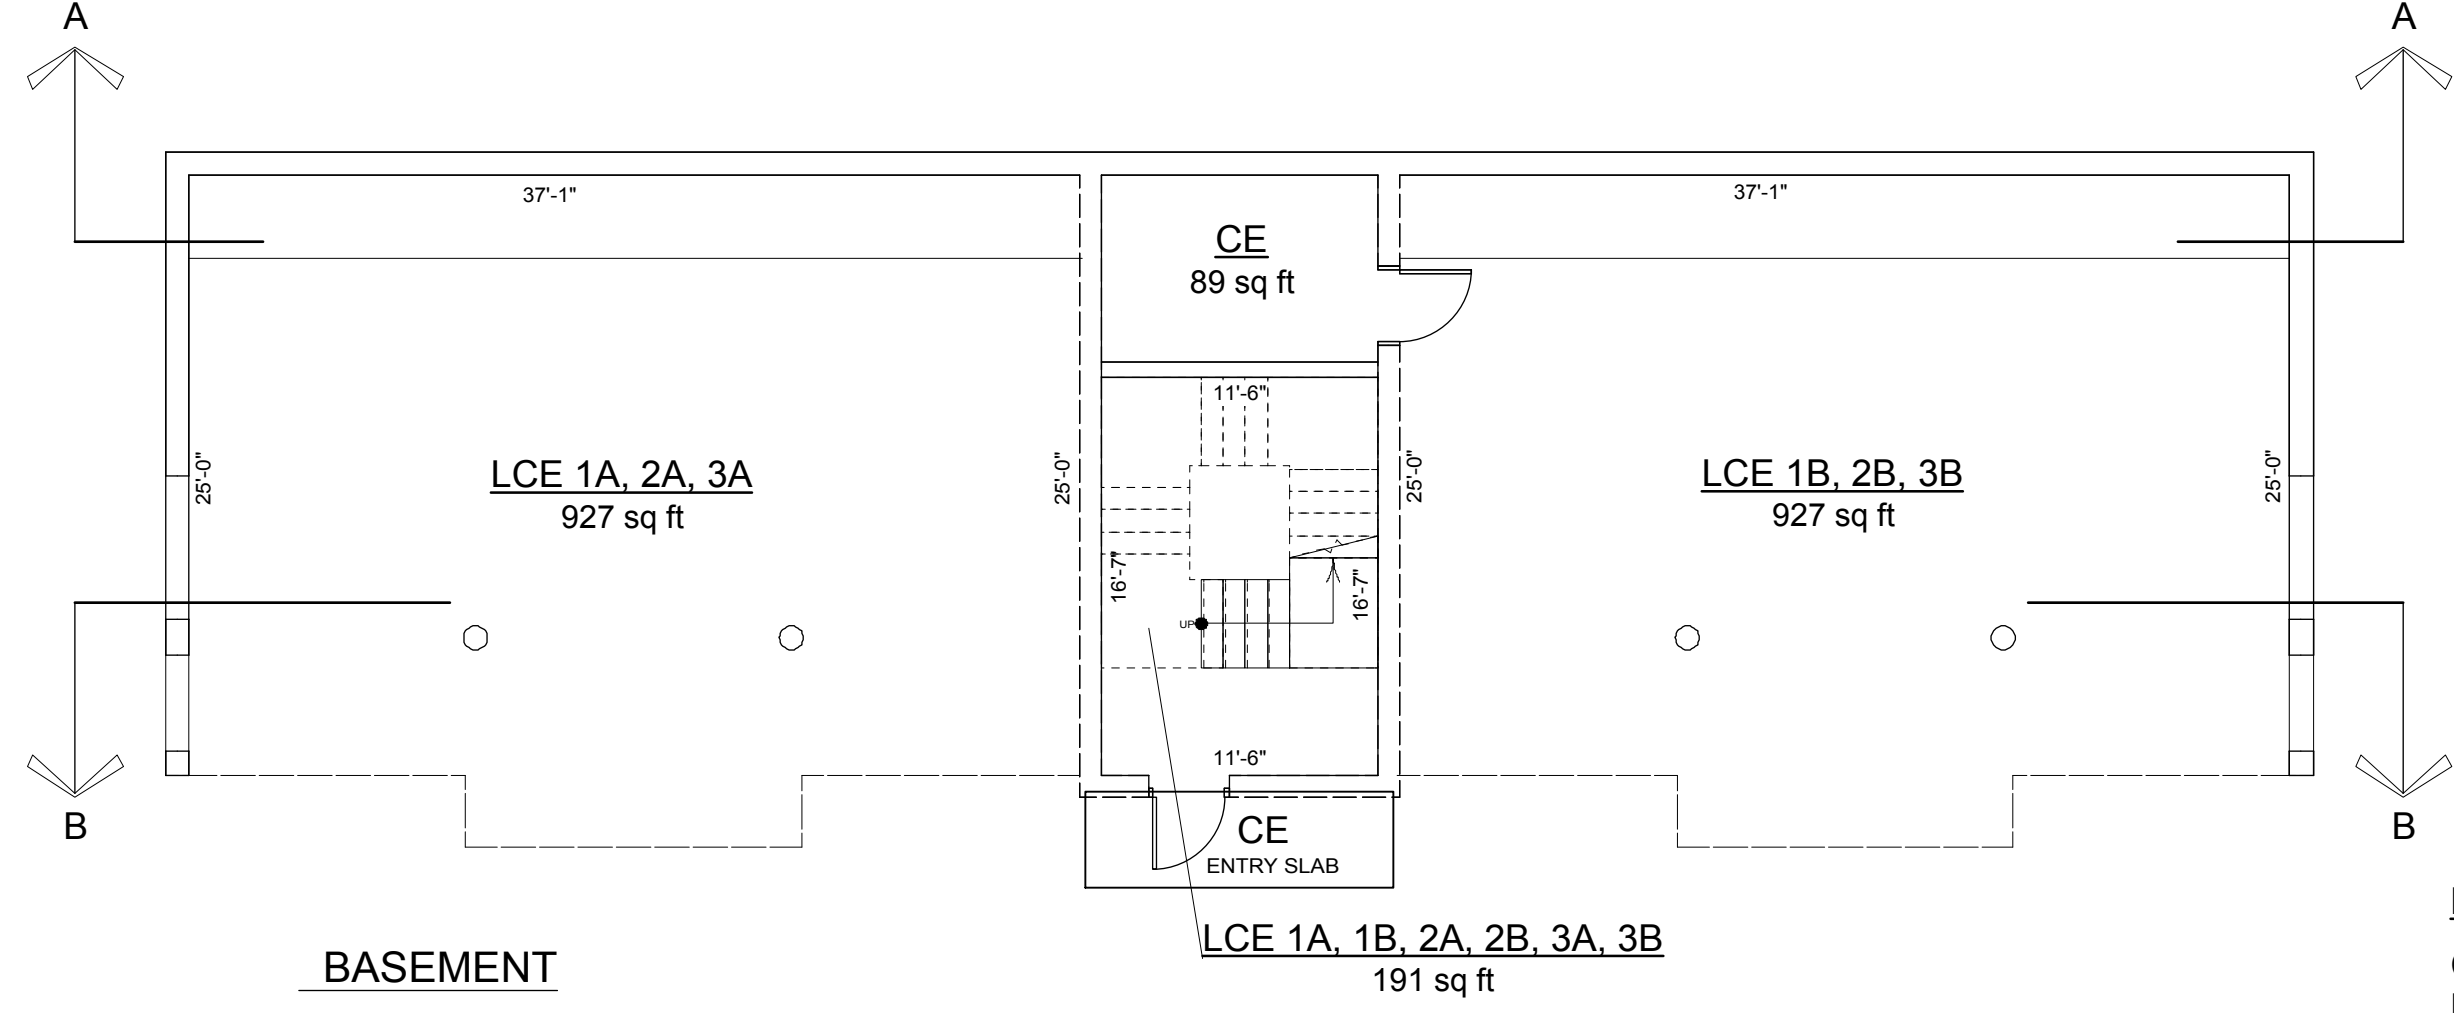 A
A
37'-1"
37'-1"
CE
89 sq ft
11'-6"
LCE 1A, 2A, 3A
927 sq ft
25'-0"
25'-0"
25'-0"
LCE 1B, 2B, 3B
927 sq ft
25'-0"
16'-7"
16'-7"
UP
11'-6"
B
CE
ENTRY SLAB
B
LCE 1A, 1B, 2A, 2B, 3A, 3B
191 sq ft
BASEMENT